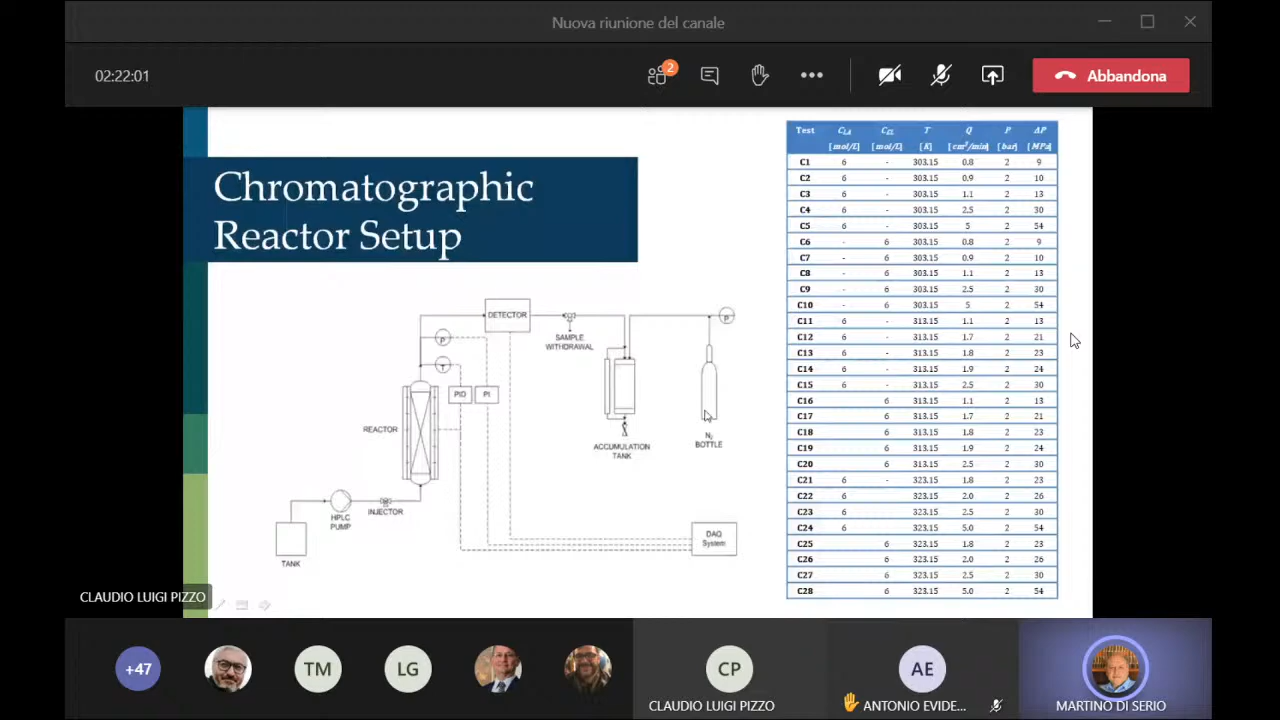 Nuova riunione del canale
02:22:01
2
Abbandona
Chromatographic
Reactor Setup
DETECTOR
P
SAMPLE
WITHDRAWAL
P
T
PID PI
REACTOR
ACCUMULATION
TANK
N₂
BOTTLE
INJECTOR
HPLC
PUMP
TANK
DAQ
System
Test C_LA C_EL T Q P ΔP
[mol/L] [mol/L] [K] [cm³/min] [bar] [MPa]
C1 6 - 303.15 0.8 2 9
C2 6 - 303.15 0.9 2 10
C3 6 - 303.15 1.1 2 13
C4 6 - 303.15 2.5 2 30
C5 6 - 303.15 5 2 54
C6 - 6 303.15 0.8 2 9
C7 - 6 303.15 0.9 2 10
C8 - 6 303.15 1.1 2 13
C9 - 6 303.15 2.5 2 30
C10 - 6 303.15 5 2 54
C11 6 - 313.15 1.1 2 13
C12 6 - 313.15 1.7 2 21
C13 6 - 313.15 1.8 2 23
C14 6 - 313.15 1.9 2 24
C15 6 - 313.15 2.5 2 30
C16 6 313.15 1.1 2 13
C17 6 313.15 1.7 2 21
C18 6 313.15 1.8 2 23
C19 6 313.15 1.9 2 24
C20 6 313.15 2.5 2 30
C21 6 - 323.15 1.8 2 23
C22 6 323.15 2.0 2 26
C23 6 323.15 2.5 2 30
C24 6 323.15 5.0 2 54
C25 6 323.15 1.8 2 23
C26 6 323.15 2.0 2 26
C27 6 323.15 2.5 2 30
C28 6 323.15 5.0 2 54
CLAUDIO LUIGI PIZZO
+47
TM
LG
CP
CLAUDIO LUIGI PIZZO
AE
ANTONIO EVIDE...
MARTINO DI SERIO